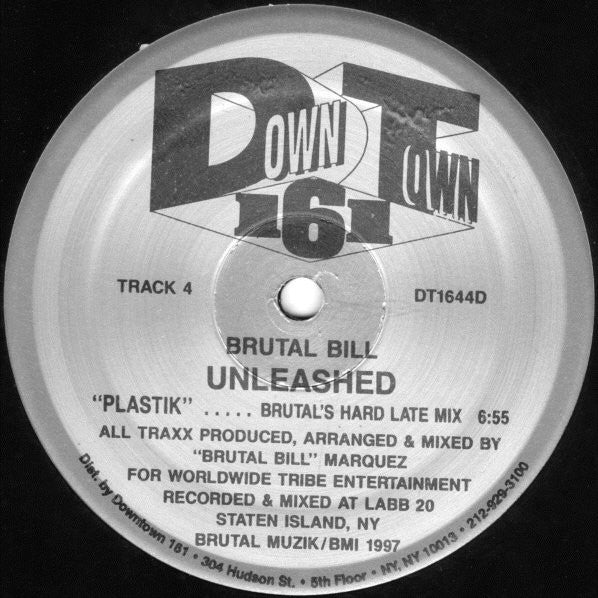 DOWN TOWN
161
TRACK 4
DT1644D
BRUTAL BILL
UNLEASHED
"PLASTIK" . . . . . BRUTAL'S HARD LATE MIX 6:55
ALL TRAXX PRODUCED, ARRANGED & MIXED BY
"BRUTAL BILL" MARQUEZ
FOR WORLDWIDE TRIBE ENTERTAINMENT
RECORDED & MIXED AT LABB 20
STATEN ISLAND, NY
BRUTAL MUZIK/BMI 1997
Dist. by Downtown 161 • 304 Hudson St. • 5th Floor • NY, NY 10013 • 212-929-3100